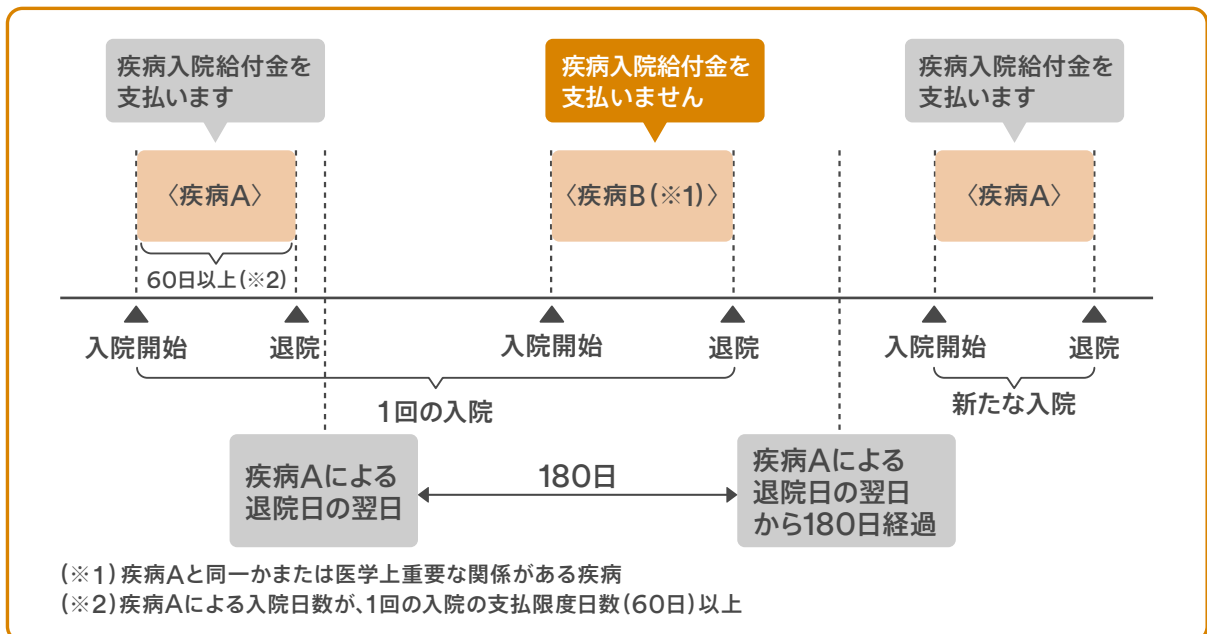 疾病入院給付金を
支払います
疾病入院給付金を
支払いません
疾病入院給付金を
支払います
〈疾病A〉
〈疾病B(※1)〉
〈疾病A〉
60日以上(※2)
入院開始
退院
入院開始
退院
入院開始
退院
1回の入院
新たな入院
疾病Aによる
退院日の翌日
180日
疾病Aによる
退院日の翌日
から180日経過
(※1)疾病Aと同一かまたは医学上重要な関係がある疾病
(※2)疾病Aによる入院日数が、1回の入院の支払限度日数(60日)以上